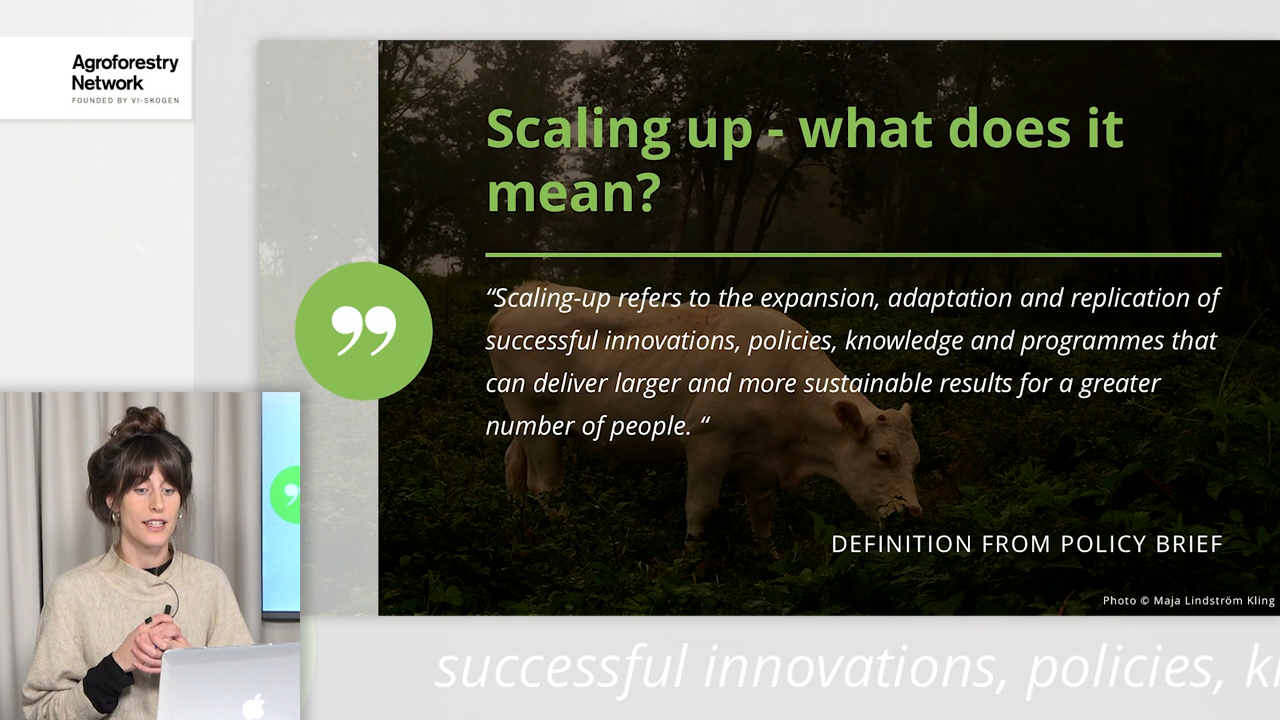 Agroforestry
Network
FOUNDED BY VI-SKOGEN
Scaling up - what does it
mean?
“Scaling-up refers to the expansion, adaptation and replication of
successful innovations, policies, knowledge and programmes that
can deliver larger and more sustainable results for a greater
number of people. “
DEFINITION FROM POLICY BRIEF
Photo © Maja Lindström Kling
successful innovations, policies,